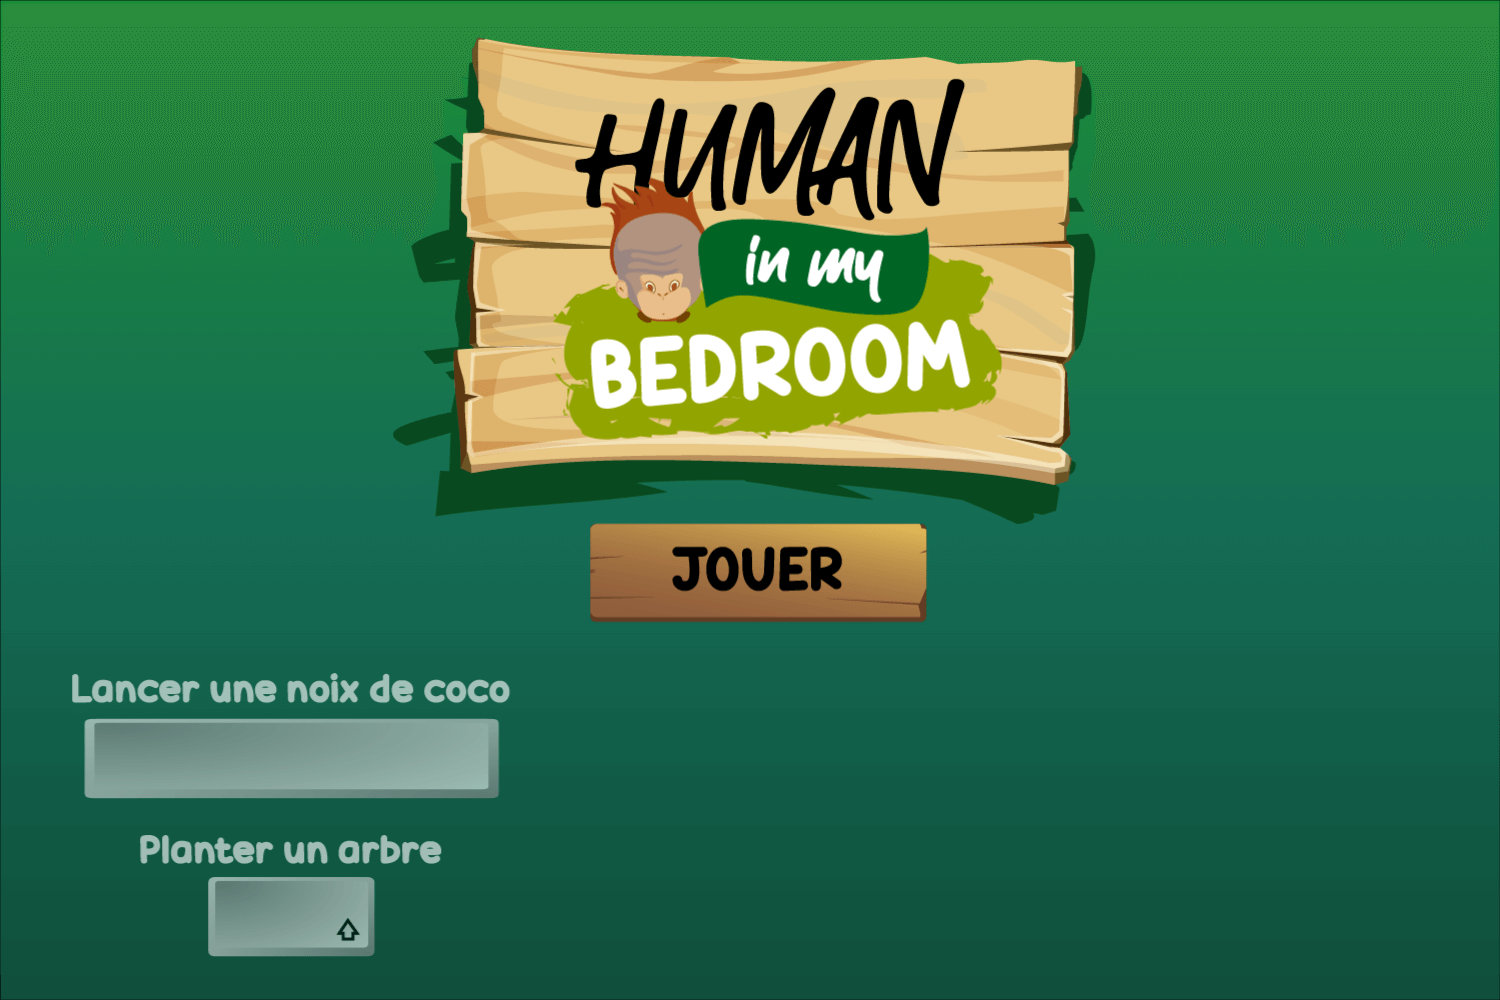 HUMAN
in my
BEDROOM
JOUER
Lancer une noix de coco
Planter un arbre